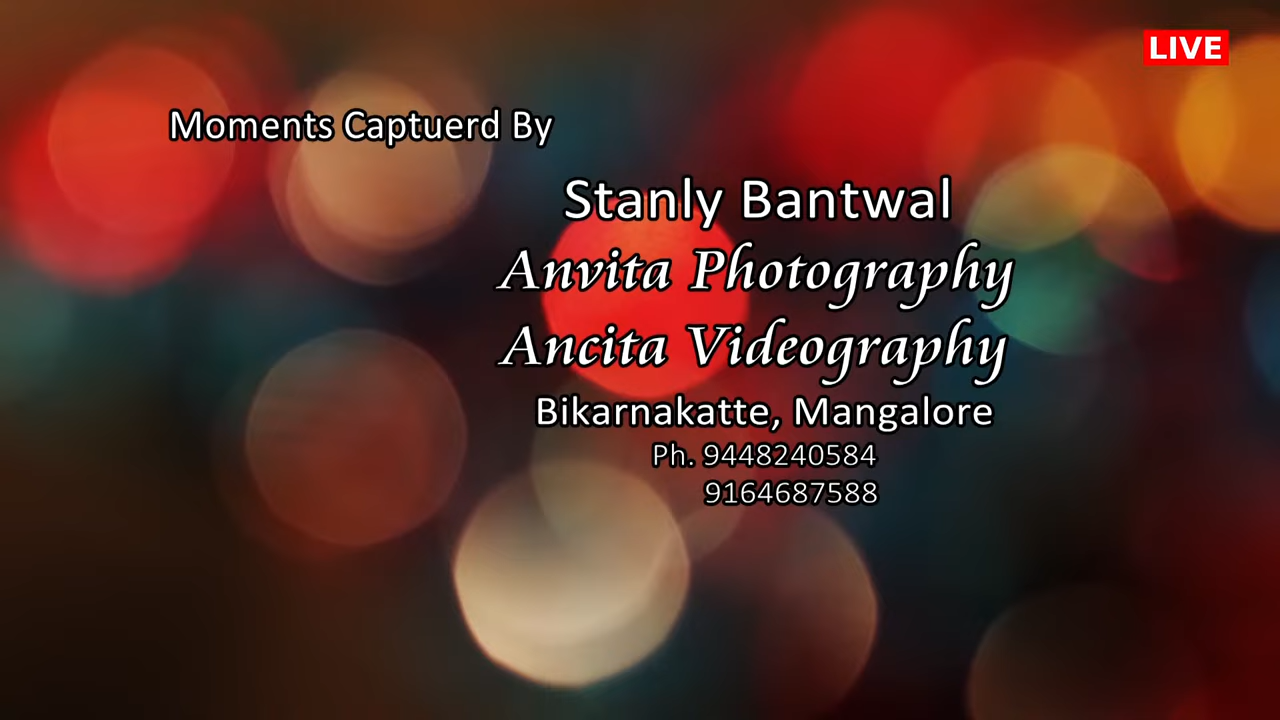 LIVE
Moments Captuerd By
Stanly Bantwal
Anvita Photography
Ancita Videography
Bikarnakatte, Mangalore
Ph. 9448240584
9164687588